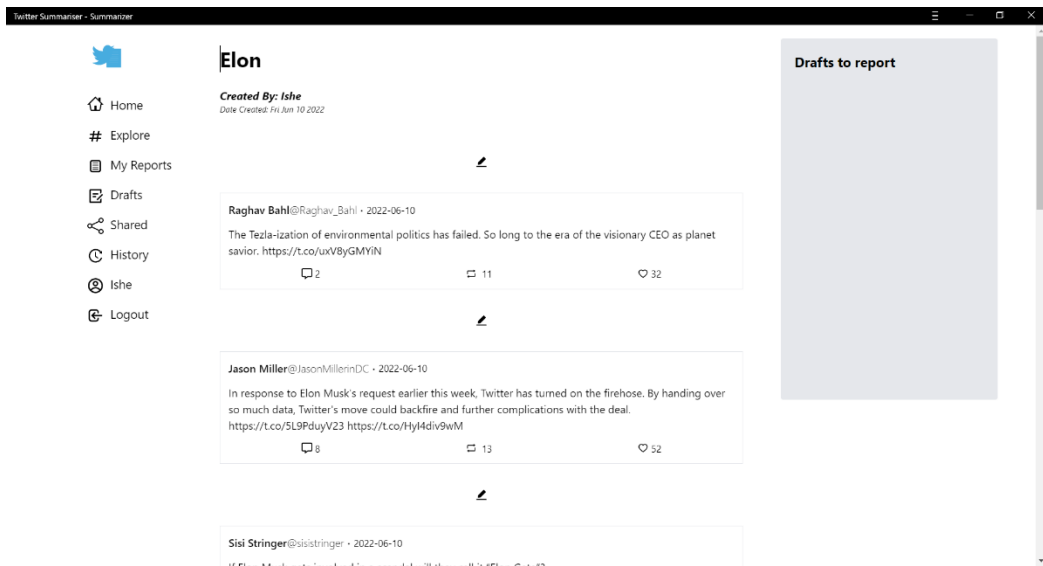 Twitter Summariser - Summarizer
Home
Explore
My Reports
Drafts
Shared
History
Ishe
Logout
Elon
Created By: Ishe
Date Created: Fri Jun 10 2022
Raghav Bahl@Raghav_Bahl · 2022-06-10
The Tezla-ization of environmental politics has failed. So long to the era of the visionary CEO as planet
savior. https://t.co/uxV8yGMYiN
2 11 32
Jason Miller@JasonMillerinDC · 2022-06-10
In response to Elon Musk's request earlier this week, Twitter has turned on the firehose. By handing over
so much data, Twitter's move could backfire and further complications with the deal.
https://t.co/5L9PduyV23 https://t.co/HyI4div9wM
8 13 52
Sisi Stringer@sisistringer · 2022-06-10
Drafts to report